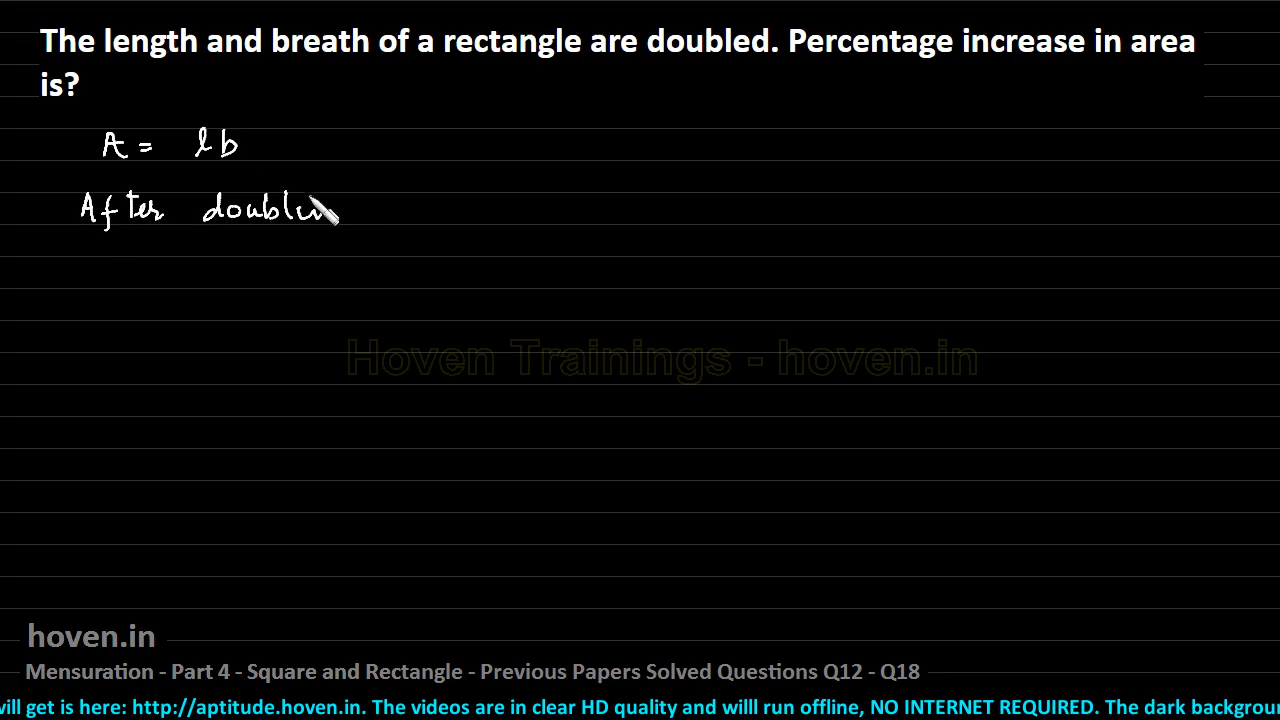 The length and breath of a rectangle are doubled. Percentage increase in area
is?
A = lb
After doublin
Hoven Trainings - hoven.in
hoven.in
Mensuration - Part 4 - Square and Rectangle - Previous Papers Solved Questions Q12 - Q18
will get is here: http://aptitude.hoven.in. The videos are in clear HD quality and willl run offline, NO INTERNET REQUIRED. The dark backgroun